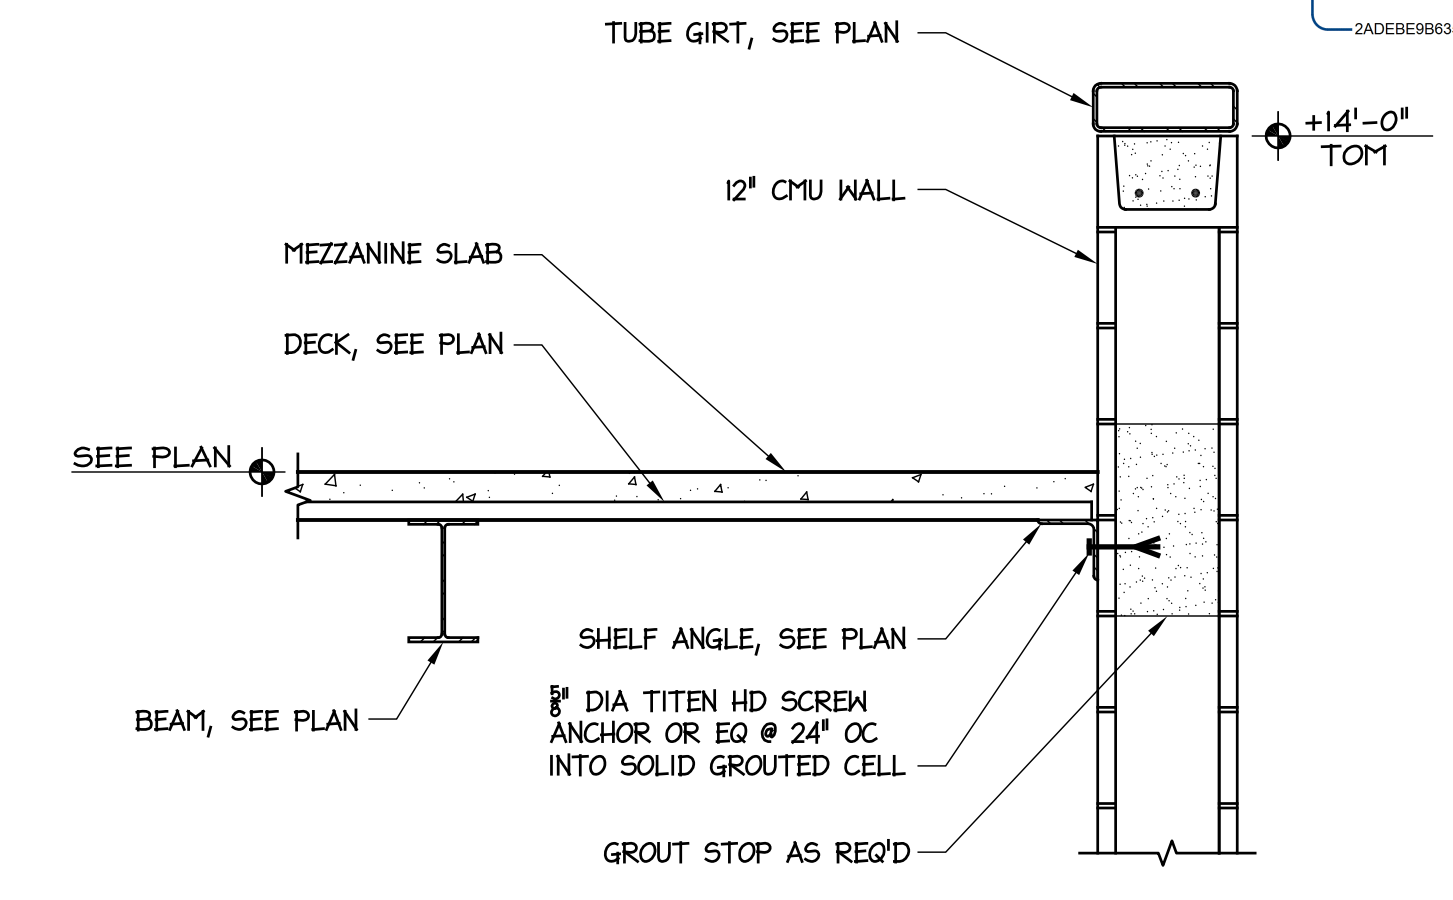 TUBE GIRT, SEE PLAN
2ADEBE9B63
+14'-0"
TOM
12" CMU WALL
MEZZANINE SLAB
DECK, SEE PLAN
SEE PLAN
SHELF ANGLE, SEE PLAN
BEAM, SEE PLAN
5/8" DIA TITEN HD SCREW
ANCHOR OR EQ @ 24" OC
INTO SOLID GROUTED CELL
GROUT STOP AS REQ'D